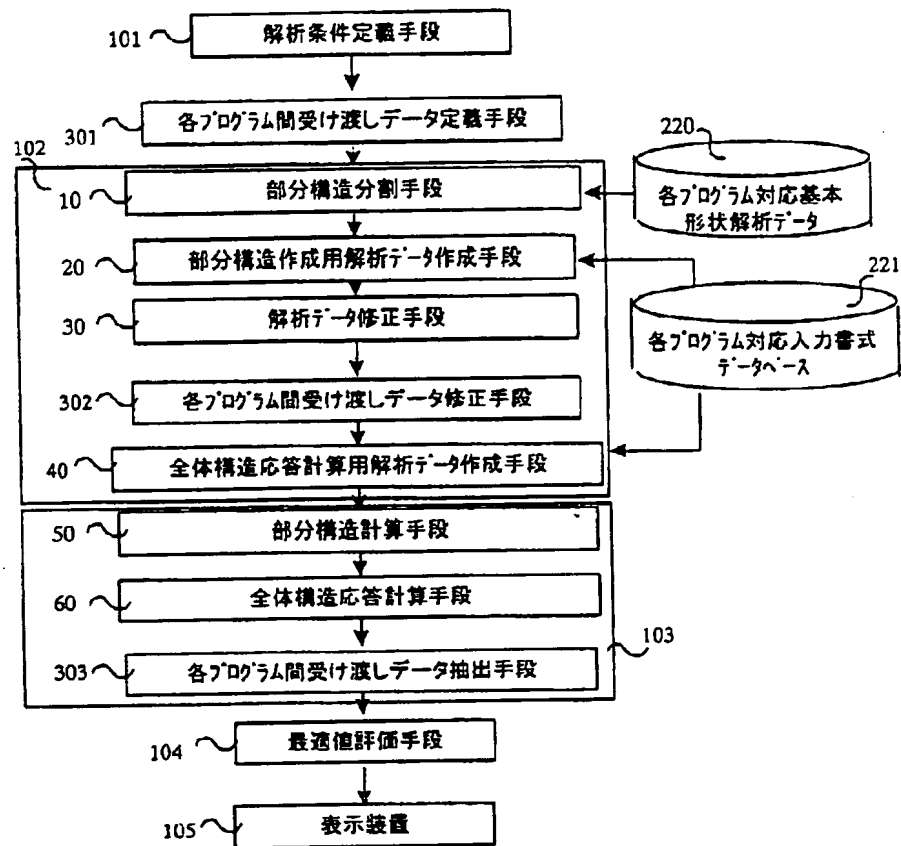 101
解析条件定義手段
301
各ﾌﾟﾛｸﾞﾗﾑ間受け渡しデータ定義手段
102
10
部分構造分割手段
220
各ﾌﾟﾛｸﾞﾗﾑ対応基本
形状解析データ
20
部分構造作成用解析データ作成手段
221
各ﾌﾟﾛｸﾞﾗﾑ対応入力書式
データベース
30
解析データ修正手段
302
各ﾌﾟﾛｸﾞﾗﾑ間受け渡しデータ修正手段
40
全体構造応答計算用解析データ作成手段
50
部分構造計算手段
60
全体構造応答計算手段
103
303
各ﾌﾟﾛｸﾞﾗﾑ間受け渡しデータ抽出手段
104
最適値評価手段
105
表示装置